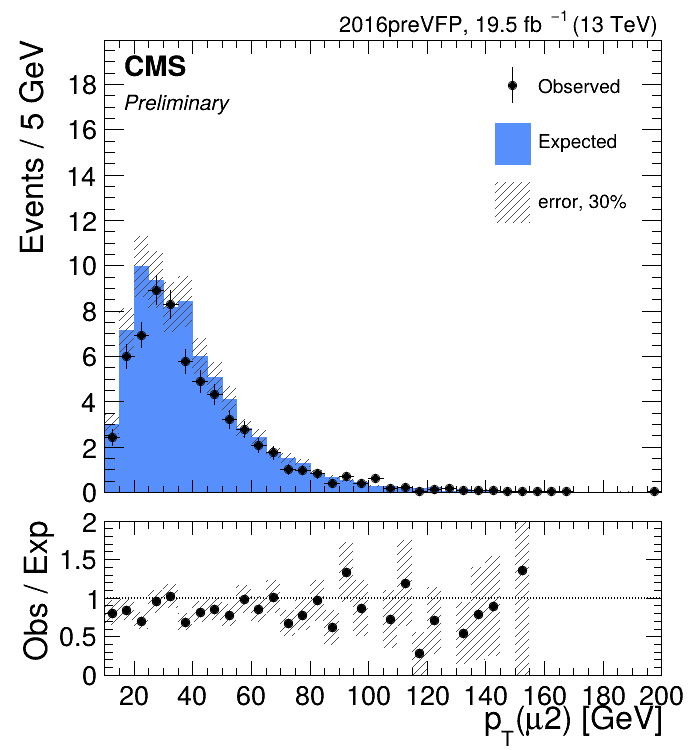 2016preVFP, 19.5 fb⁻¹ (13 TeV)
CMS
Preliminary
Observed
Expected
error, 30%
Events / 5 GeV
18
16
14
12
10
8
6
4
2
0
Obs / Exp
2
1.5
1
0.5
0
20 40 60 80 100 120 140 160 180 200
p_T(μ2) [GeV]